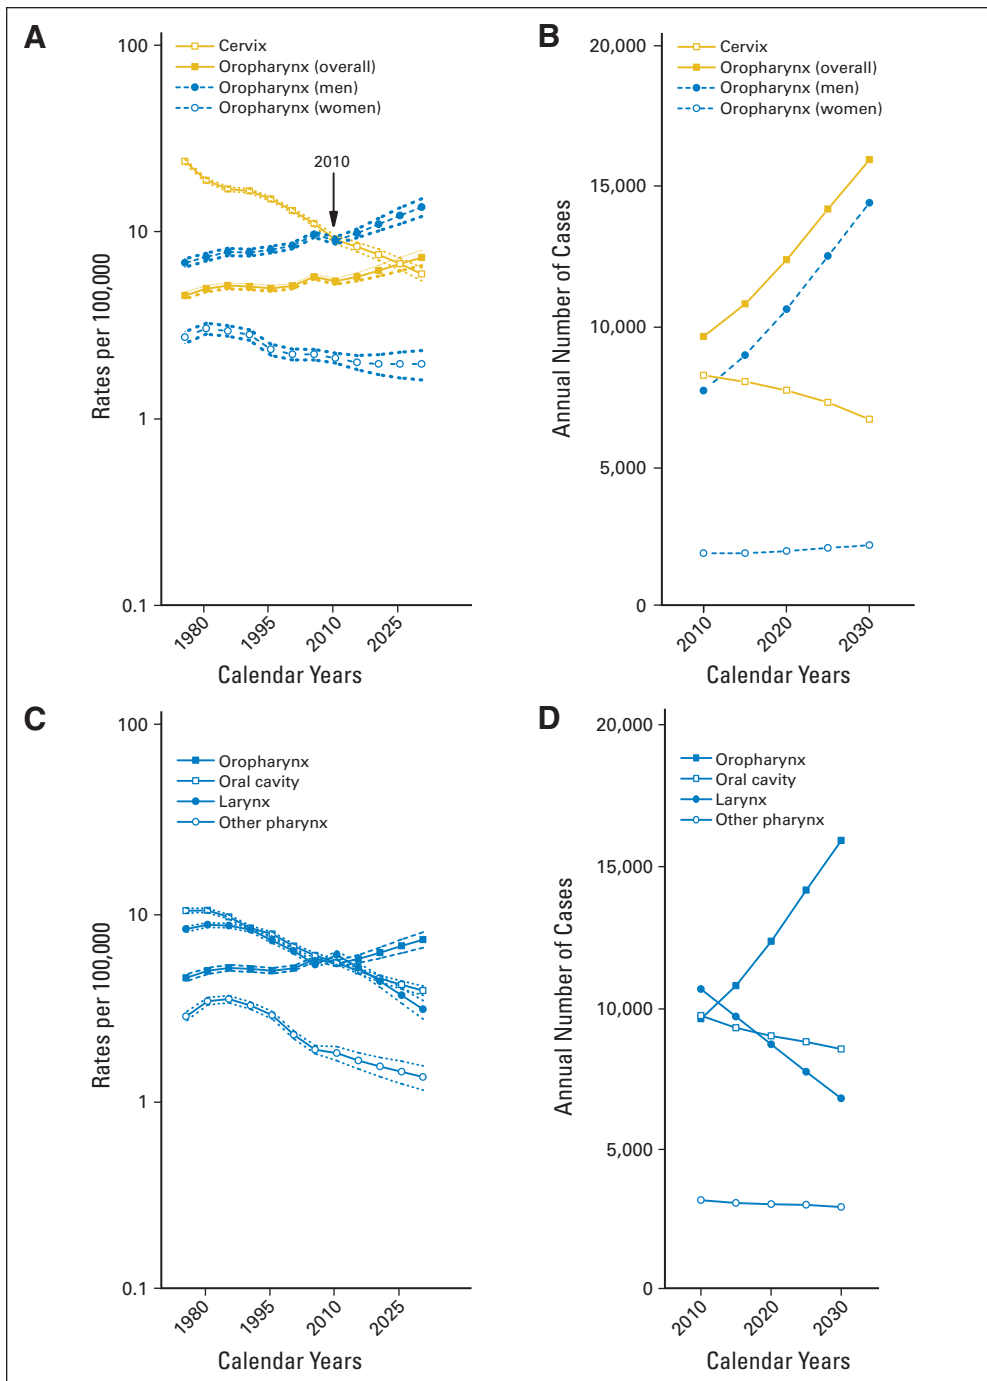 A
100
10
1
0.1
Rates per 100,000
Cervix
Oropharynx (overall)
Oropharynx (men)
Oropharynx (women)
2010
1980
1995
2010
2025
Calendar Years
B
20,000
15,000
10,000
5,000
0
Annual Number of Cases
Cervix
Oropharynx (overall)
Oropharynx (men)
Oropharynx (women)
2010
2020
2030
Calendar Years
C
100
10
1
0.1
Rates per 100,000
Oropharynx
Oral cavity
Larynx
Other pharynx
1980
1995
2010
2025
Calendar Years
D
20,000
15,000
10,000
5,000
0
Annual Number of Cases
Oropharynx
Oral cavity
Larynx
Other pharynx
2010
2020
2030
Calendar Years